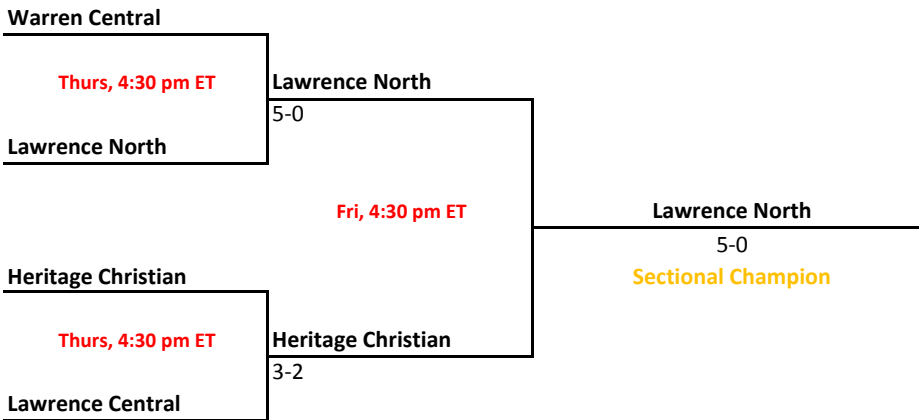 Warren Central
Thurs, 4:30 pm ET
Lawrence North
5-0
Lawrence North
Fri, 4:30 pm ET
Lawrence North
5-0
Sectional Champion
Heritage Christian
Thurs, 4:30 pm ET
Heritage Christian
3-2
Lawrence Central